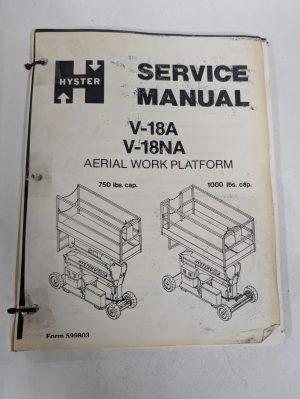 HYSTER
SERVICE
MANUAL
V-18A
V-18NA
AERIAL WORK PLATFORM
750 lbs. cap. 1000 lbs. cap.
Form 599803